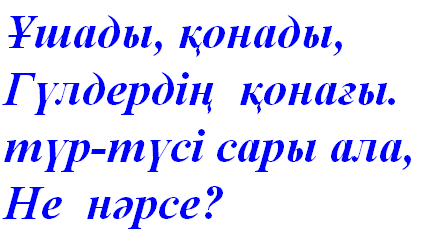 Ұшады, қонады,
Гүлдердің қонағы.
түр-түсі сары ала,
Не нәрсе?